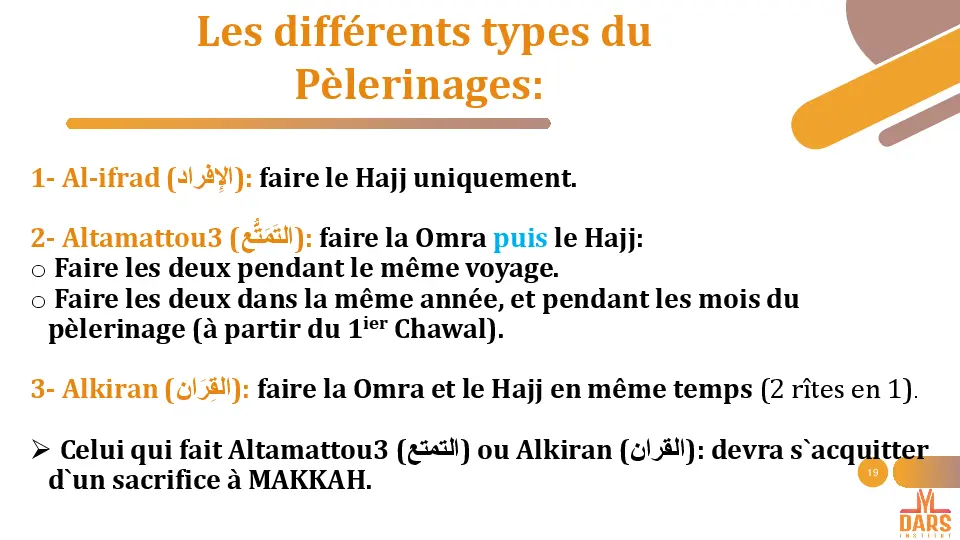 Les différents types du
Pèlerinages:
1- Al-ifrad (الإفراد): faire le Hajj uniquement.
2- Altamattou3 (التَمَتُّع): faire la Omra puis le Hajj:
o Faire les deux pendant le même voyage.
o Faire les deux dans la même année, et pendant les mois du
pèlerinage (à partir du 1ier Chawal).
3- Alkiran (القِرَان): faire la Omra et le Hajj en même temps (2 rîtes en 1).
➢ Celui qui fait Altamattou3 (التمتع) ou Alkiran (القران): devra s`acquitter
d`un sacrifice à MAKKAH.
19
DARS
INSTITUT